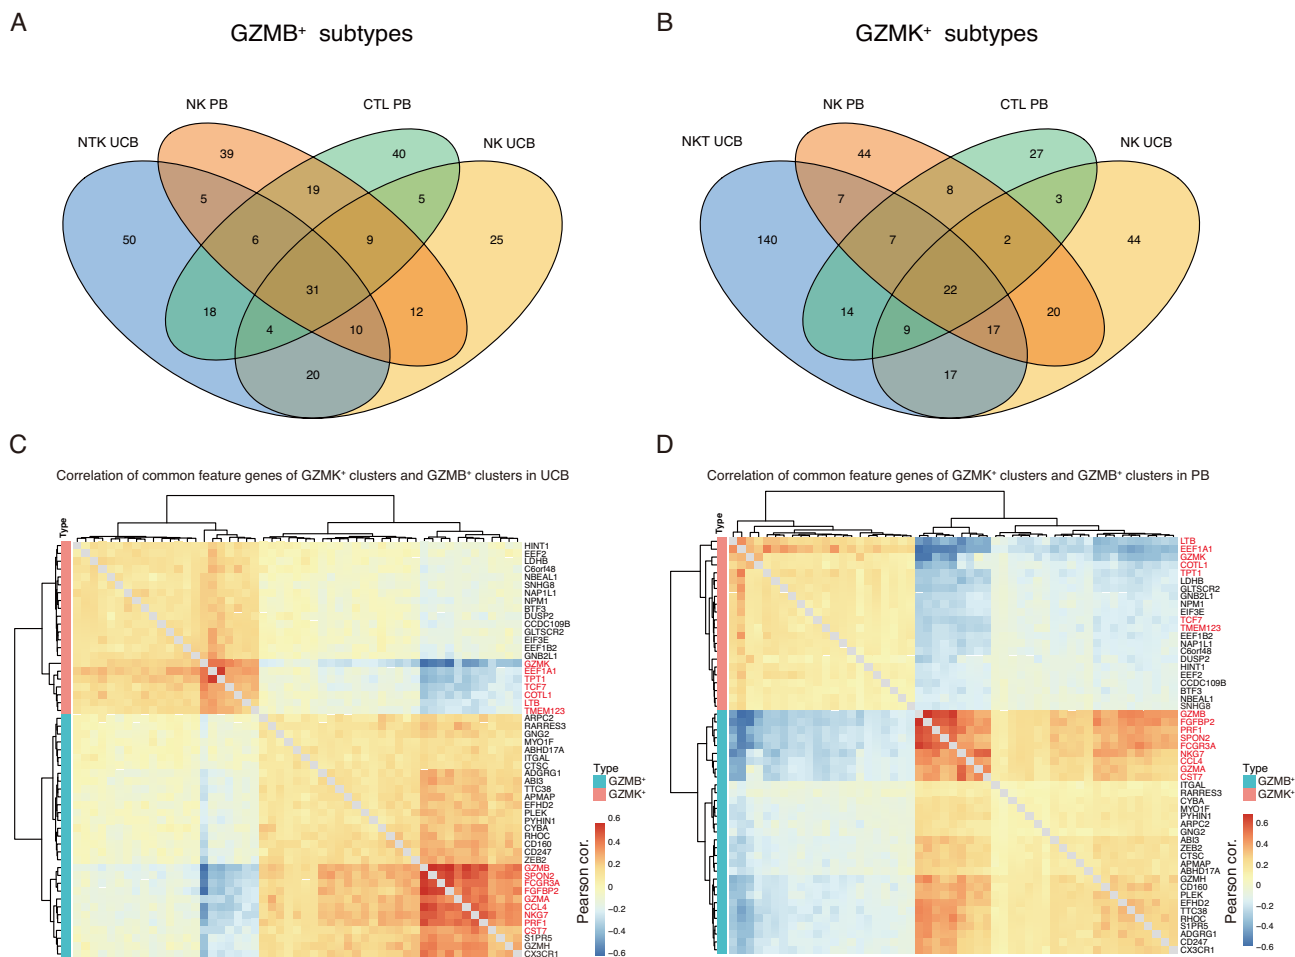 A
GZMB⁺ subtypes
NTK UCB
NK PB
CTL PB
NK UCB
39
40
19
5
5
50
6
9
25
31
18
4
10
12
20
B
GZMK⁺ subtypes
NKT UCB
NK PB
CTL PB
NK UCB
44
27
8
7
3
140
7
2
44
22
14
9
17
20
17
C
Correlation of common feature genes of GZMK⁺ clusters and GZMB⁺ clusters in UCB
Type
HINT1
EEF2
LDHB
C6orf48
NBEAL1
SNHG8
NAP1L1
NPM1
BTF3
DUSP2
CCDC109B
GLTSCR2
EIF3E
EEF1B2
GNB2L1
GZMK
EEF1A1
TPT1
TCF7
COTL1
LTB
TMEM123
ARPC2
RARRES3
GNG2
MYO1F
ABHD17A
ITGAL
CTSC
ADGRG1
ABI3
TTC38
APMAP
EFHD2
PLEK
PYHIN1
CYBA
RHOC
CD160
CD247
ZEB2
GZMB
SPON2
FCGR3A
FGFBP2
GZMA
CCL4
NKG7
PRF1
CST7
S1PR5
GZMH
CX3CR1
Type
GZMB⁺
GZMK⁺
Pearson cor.
0.6
0.4
0.2
0
−0.2
−0.4
−0.6
D
Correlation of common feature genes of GZMK⁺ clusters and GZMB⁺ clusters in PB
Type
LTB
EEF1A1
GZMK
COTL1
TPT1
LDHB
GLTSCR2
GNB2L1
NPM1
EIF3E
TCF7
TMEM123
EEF1B2
NAP1L1
C6orf48
DUSP2
HINT1
EEF2
CCDC109B
BTF3
NBEAL1
SNHG8
GZMB
FGFBP2
PRF1
SPON2
FCGR3A
NKG7
CCL4
GZMA
CST7
ITGAL
RARRES3
CYBA
MYO1F
PYHIN1
ARPC2
GNG2
ABI3
ZEB2
CTSC
APMAP
ABHD17A
GZMH
CD160
PLEK
EFHD2
TTC38
RHOC
S1PR5
ADGRG1
CD247
CX3CR1
Type
GZMB⁺
GZMK⁺
Pearson cor.
0.6
0.4
0.2
0
−0.2
−0.4
−0.6